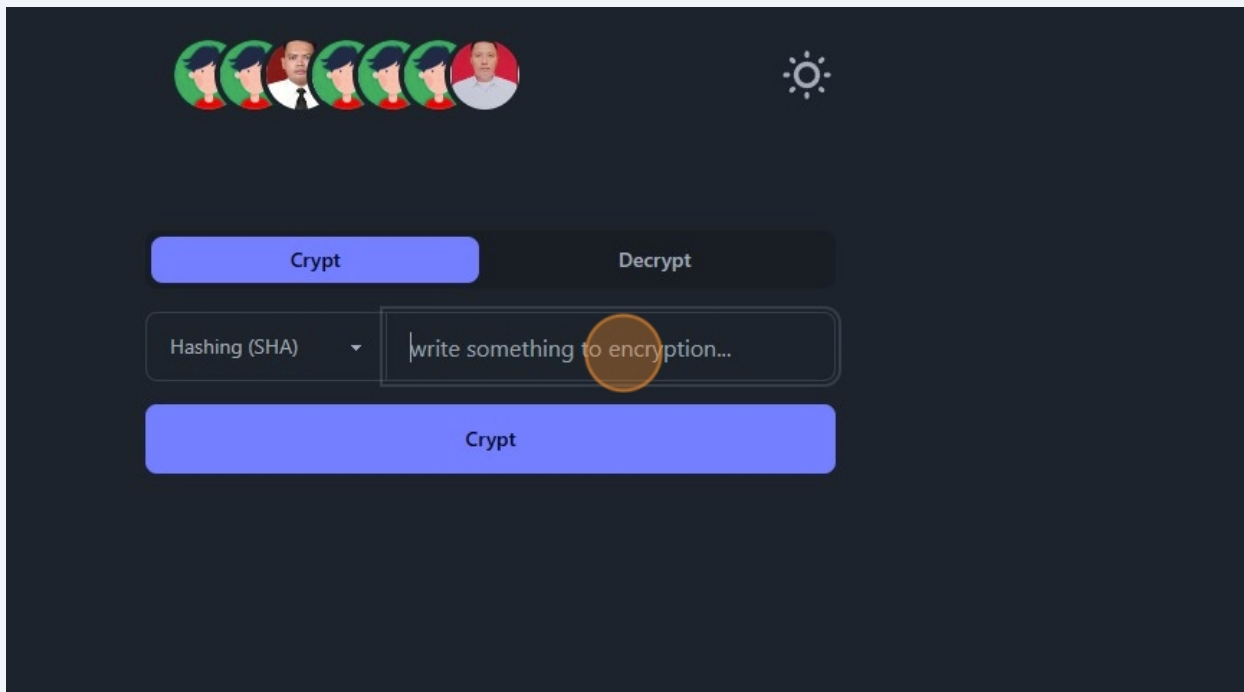 Crypt
Decrypt
Hashing (SHA)
write something to encryption...
Crypt